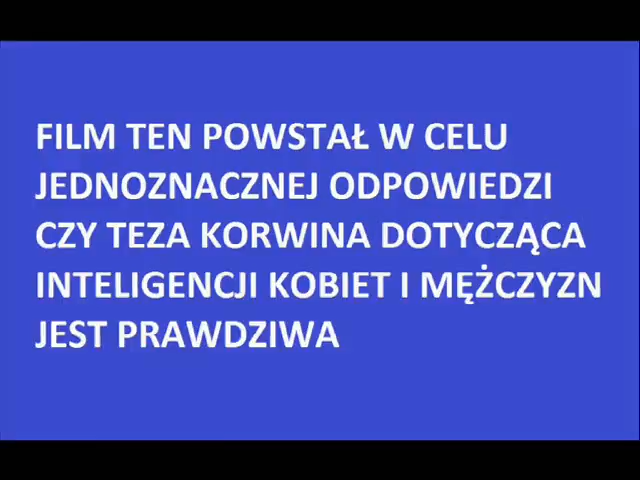 FILM TEN POWSTAŁ W CELU
JEDNOZNACZNEJ ODPOWIEDZI
CZY TEZA KORWINA DOTYCZĄCA
INTELIGENCJI KOBIET I MĘŻCZYZN
JEST PRAWDZIWA